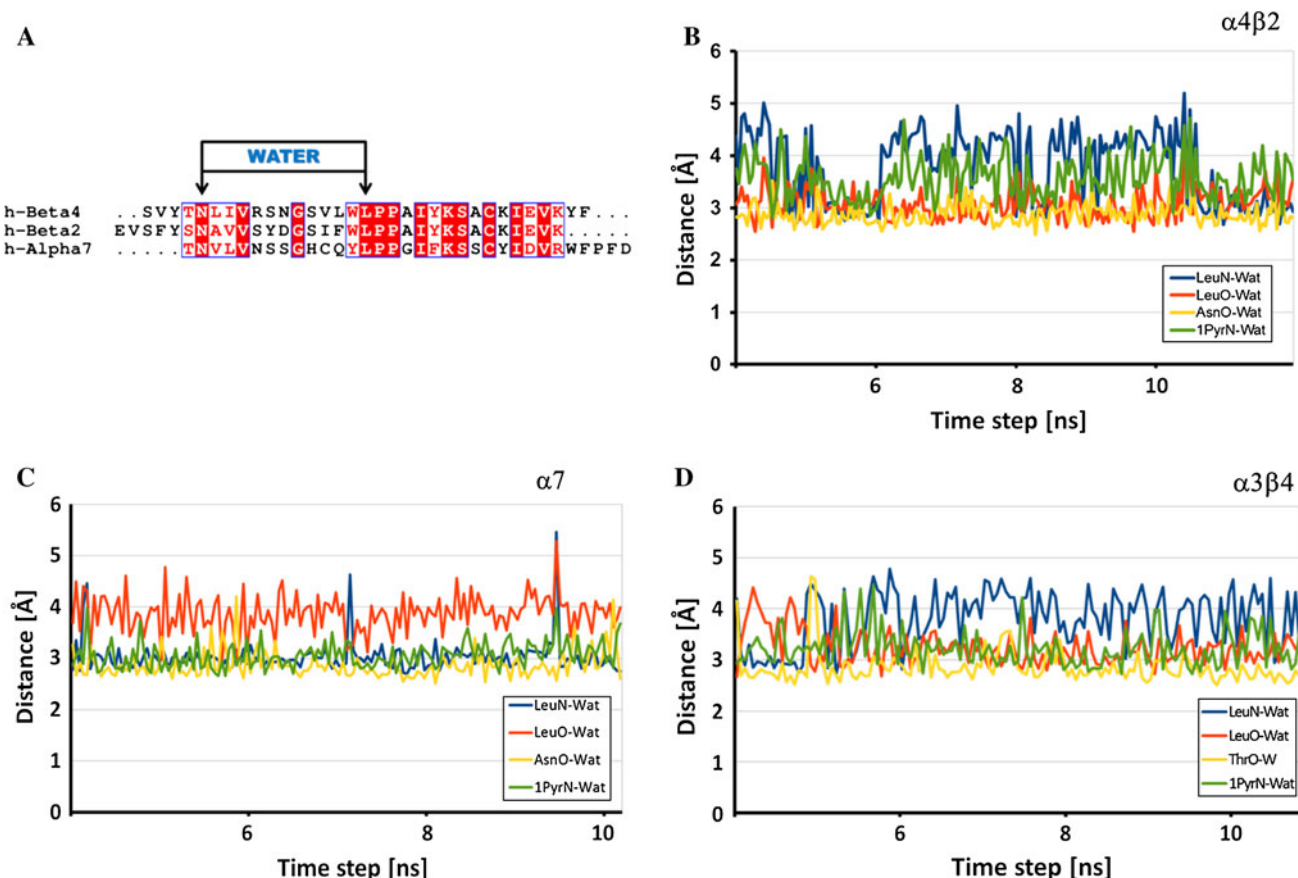 A
WATER
h-Beta4 ..SVYTNLIVRSNGSVLWLPPAIYKSACKIEVKYF...
h-Beta2 EVSFYSNAVVSYDGSIFWLPPAIYKSACKIEVK.....
h-Alpha7 .....TNVLVNSSGHCQYLPPGIFKSSCYIDVRWFPFD
B
α4β2
6
5
4
3
2
1
0
Distance [Å]
LeuN-Wat
LeuO-Wat
AsnO-Wat
1PyrN-Wat
6 8 10
Time step [ns]
C
α7
6
5
4
3
2
1
0
Distance [Å]
LeuN-Wat
LeuO-Wat
AsnO-Wat
1PyrN-Wat
6 8 10
Time step [ns]
D
α3β4
6
5
4
3
2
1
0
Distance [Å]
LeuN-Wat
LeuO-Wat
ThrO-W
1PyrN-Wat
6 8 10
Time step [ns]